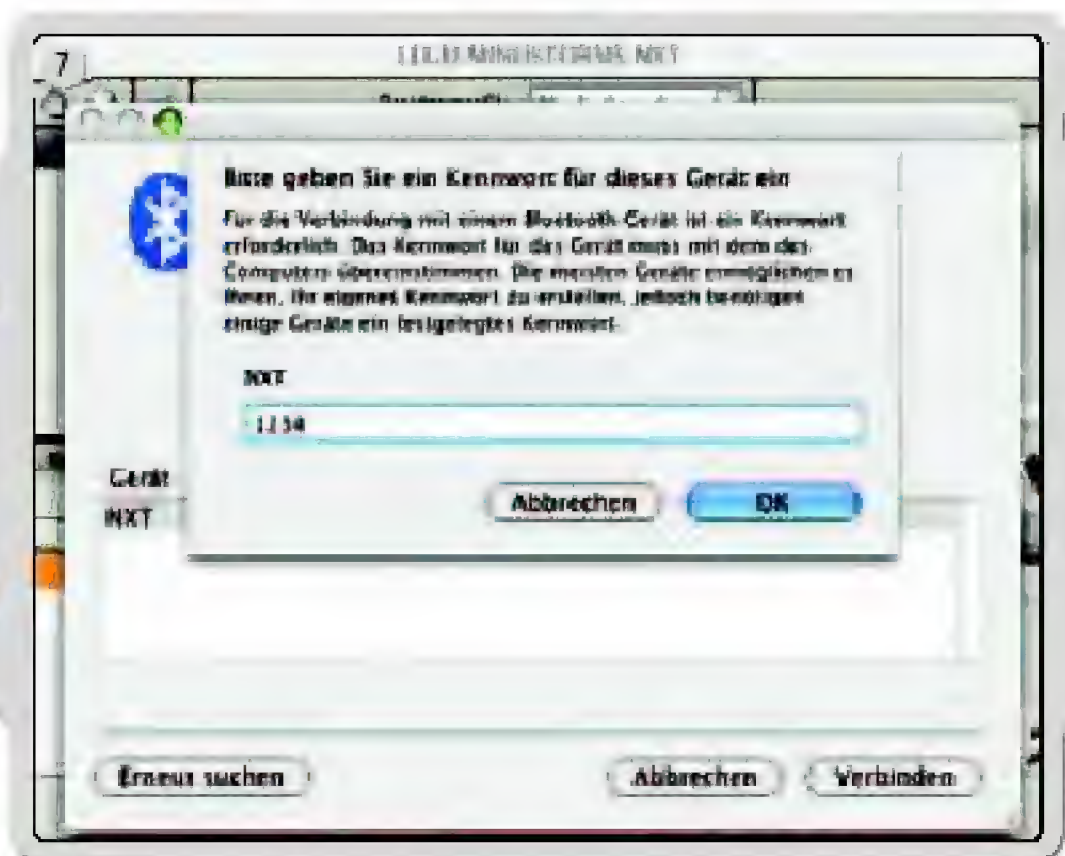 7
LEGO MINDSTORMS NXT
Bitte geben Sie ein Kennwort für dieses Gerät ein
Für die Verbindung mit einem Bluetooth-Gerät ist ein Kennwort
erforderlich. Das Kennwort für das Gerät muss mit dem des
Computers übereinstimmen. Die meisten Geräte ermöglichen es
Ihnen, Ihr eigenes Kennwort zu erstellen, jedoch benötigen
einige Geräte ein festgelegtes Kennwort.
NXT
1234
Gerät
Abbrechen OK
NXT
Erneut suchen Abbrechen Verbinden